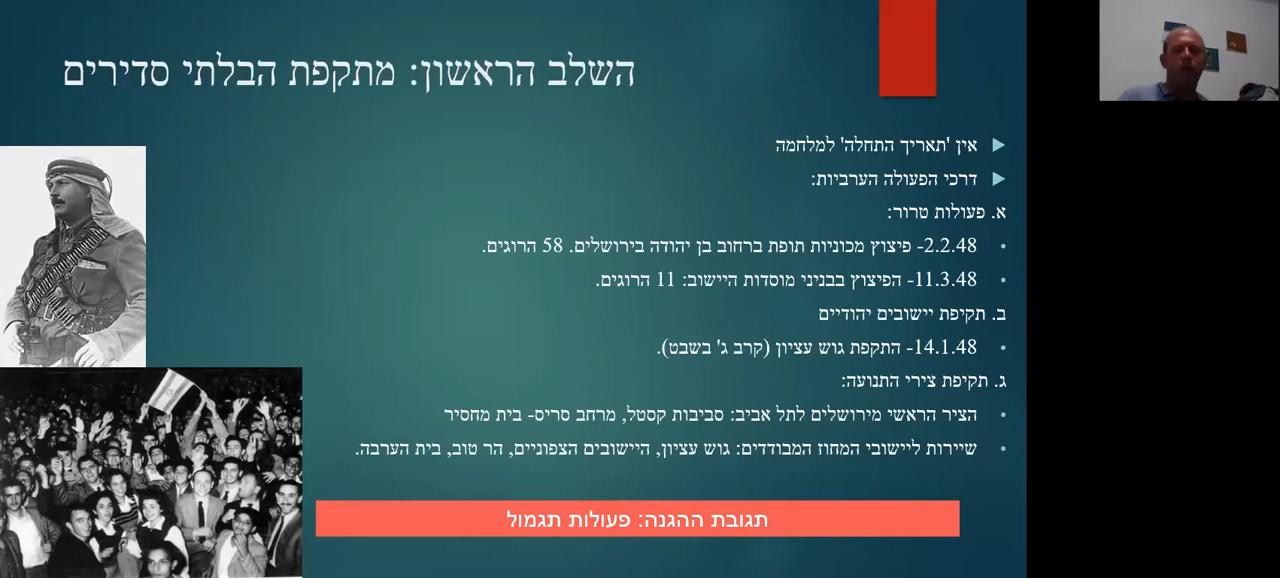 השלב הראשון: מתקפת הבלתי סדירים
אין 'תאריך התחלה' למלחמה
דרכי הפעולה הערביות:
א. פעולות טרור:
2.2.48- פיצוץ מכוניות תופת ברחוב בן יהודה בירושלים. 58 הרוגים.
11.3.48- הפיצוץ בבניני מוסדות היישוב: 11 הרוגים.
ב. תקיפת יישובים יהודיים
14.1.48- התקפת גוש עציון (קרב ג' בשבט).
ג. תקיפת צירי התנועה:
הציר הראשי מירושלים לתל אביב: סביבות קסטל, מרחב סריס- בית מחסיר
שיירות ליישובי המחוז המבודדים: גוש עציון, היישובים הצפוניים, הר טוב, בית הערבה.
תגובת ההגנה: פעולות תגמול